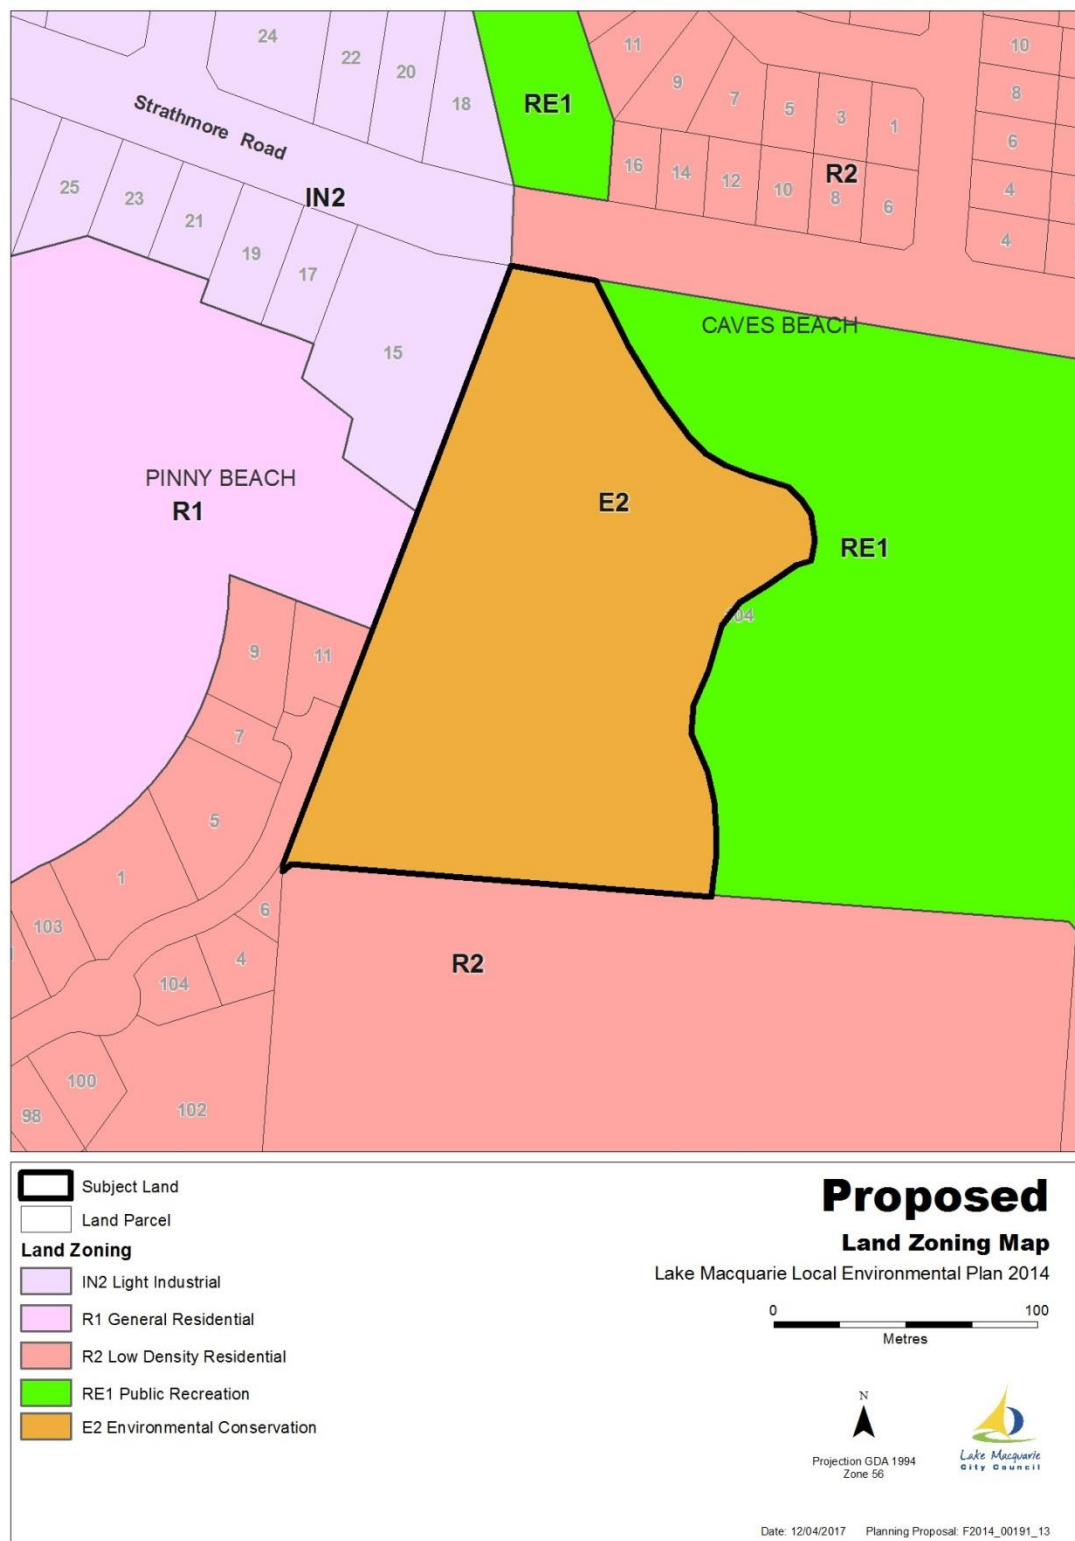 24
22
20
18
RE1
11
9
7
5
3
1
10
8
6
4
4
Strathmore Road
16
14
12
10
R2
8
6
25
23
21
19
17
IN2
15
CAVES BEACH
PINNY BEACH
R1
E2
RE1
9
11
7
5
1
103
6
4
104
R2
100
98
102
Subject Land
Land Parcel
Land Zoning
IN2 Light Industrial
R1 General Residential
R2 Low Density Residential
RE1 Public Recreation
E2 Environmental Conservation
Proposed
Land Zoning Map
Lake Macquarie Local Environmental Plan 2014
0 100
Metres
N
Projection GDA 1994
Zone 56
Lake Macquarie
City Council
Date: 12/04/2017 Planning Proposal: F2014_00191_13